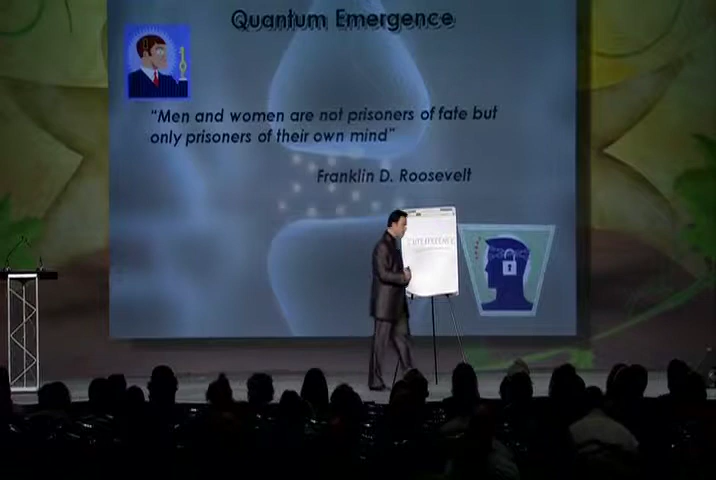 Quantum Emergence
“Men and women are not prisoners of fate but
only prisoners of their own mind”
Franklin D. Roosevelt